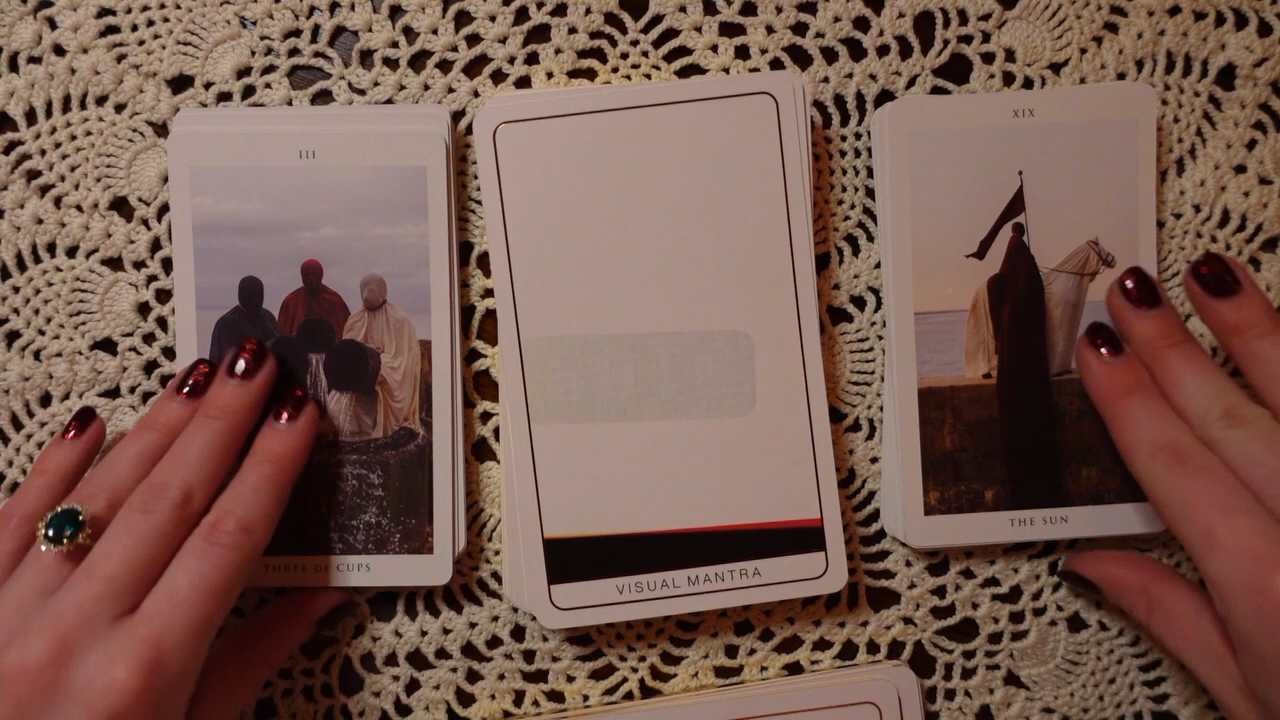 III
THREE OF CUPS
VISUAL MANTRA
XIX
THE SUN